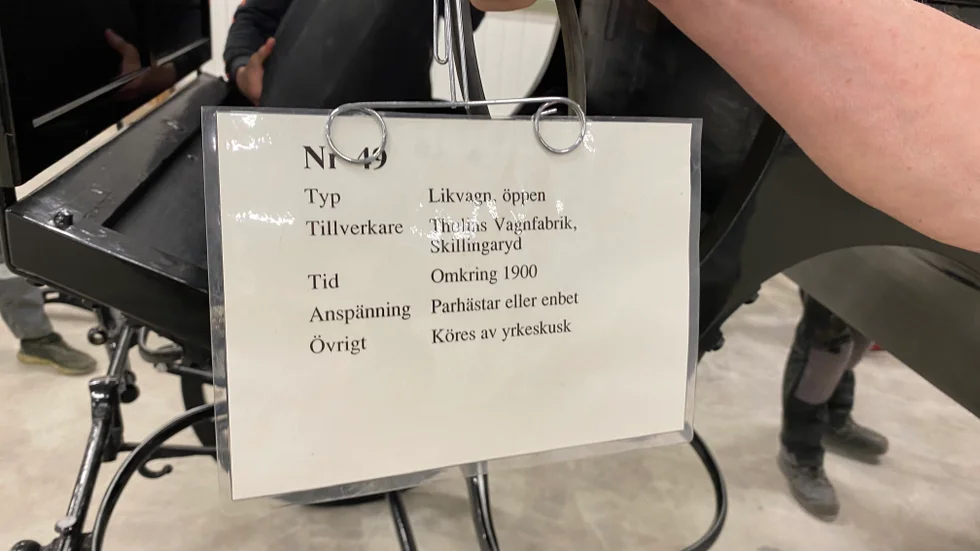 Nr 49
Typ Likvagn, öppen
Tillverkare Thulins Vagnfabrik,
Skillingaryd
Tid Omkring 1900
Anspänning Parhästar eller enbet
Övrigt Köres av yrkeskusk